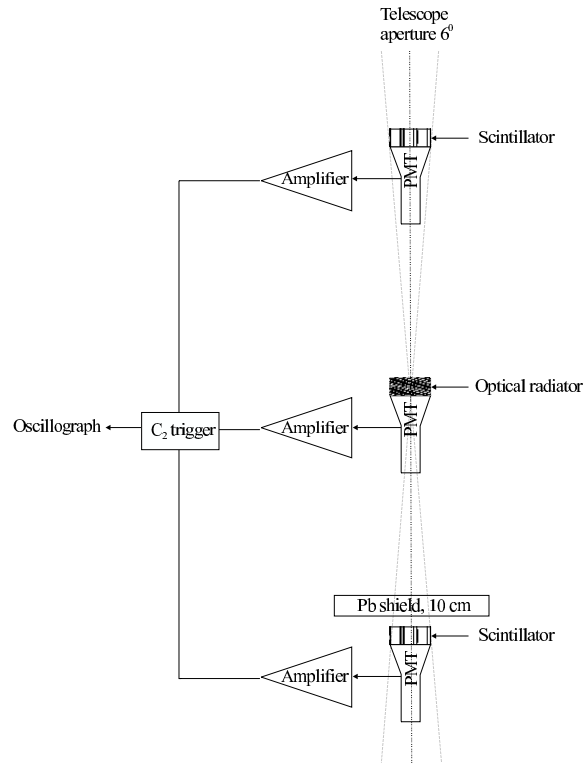 Telescope
aperture 6⁰
Scintillator
PMT
Amplifier
Optical radiator
PMT
Amplifier
Oscillograph
C₂ trigger
Pb shield, 10 cm
Scintillator
PMT
Amplifier